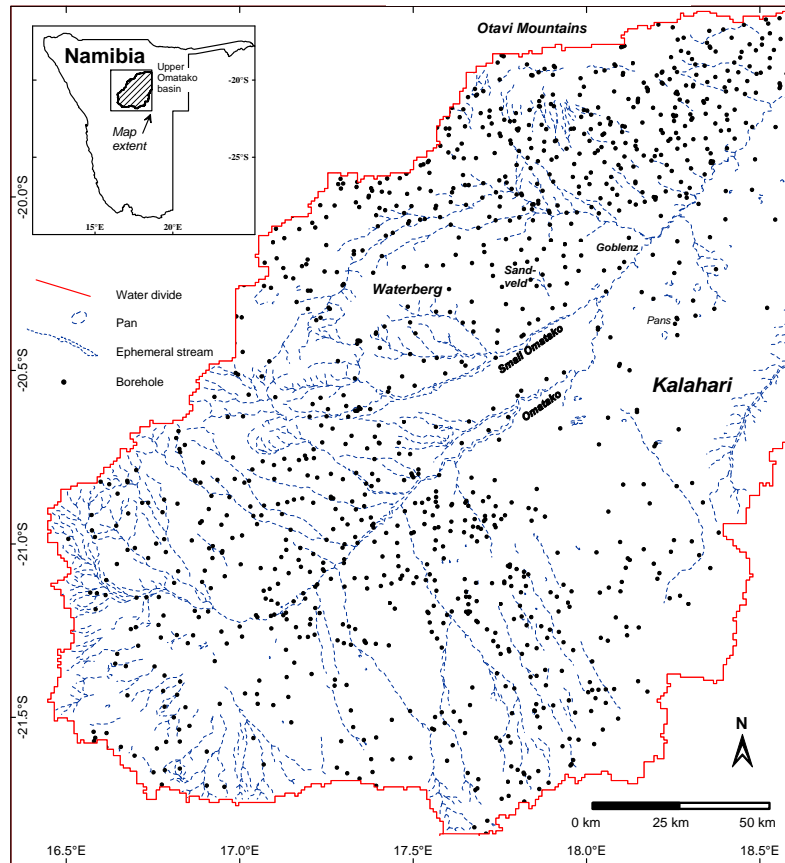 Otavi Mountains
Namibia
Upper
Omatako
basin
Map
extent
-20°S
-25°S
15°E
20°E
-20.0°S
-20.5°S
-21.0°S
-21.5°S
Water divide
Pan
Ephemeral stream
Borehole
Goblenz
Sand-
veld
Waterberg
Pans
Small Omatako
Omatako
Kalahari
N
0 km
25 km
50 km
16.5°E
17.0°E
17.5°E
18.0°E
18.5°E